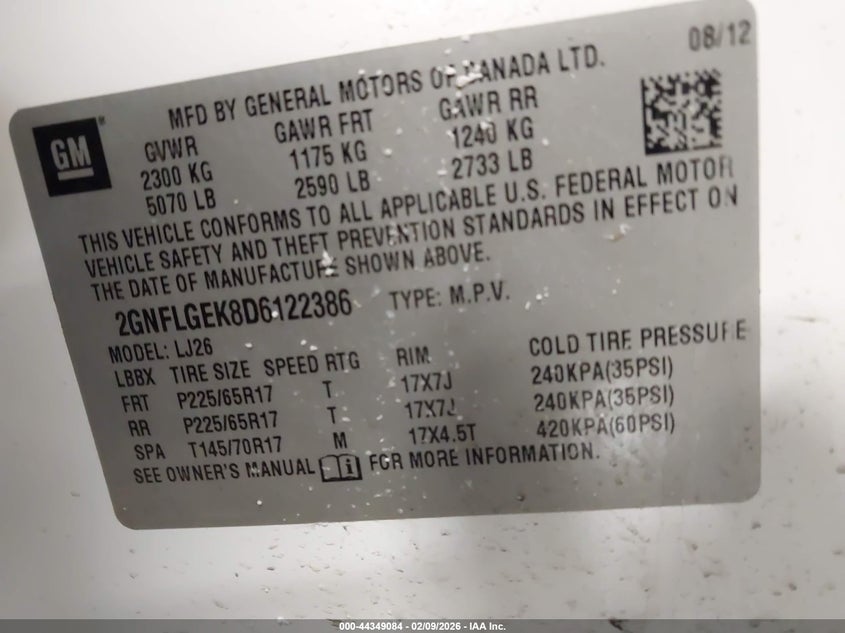 08/12
MFD BY GENERAL MOTORS OF CANADA LTD.
GM
GVWR GAWR FRT GAWR RR
2300 KG 1175 KG 1240 KG
5070 LB 2590 LB 2733 LB
THIS VEHICLE CONFORMS TO ALL APPLICABLE U.S. FEDERAL MOTOR
VEHICLE SAFETY AND THEFT PREVENTION STANDARDS IN EFFECT ON
THE DATE OF MANUFACTURE SHOWN ABOVE.
2GNFLGEK8D6122386 TYPE: M.P.V.
MODEL: LJ26
LBBX TIRE SIZE SPEED RTG RIM COLD TIRE PRESSURE
FRT P225/65R17 T 17X7J 240KPA(35PSI)
RR P225/65R17 T 17X7J 240KPA(35PSI)
SPA T145/70R17 M 17X4.5T 420KPA(60PSI)
SEE OWNER'S MANUAL FOR MORE INFORMATION.
000-44349084 - 02/09/2026 - IAA Inc.